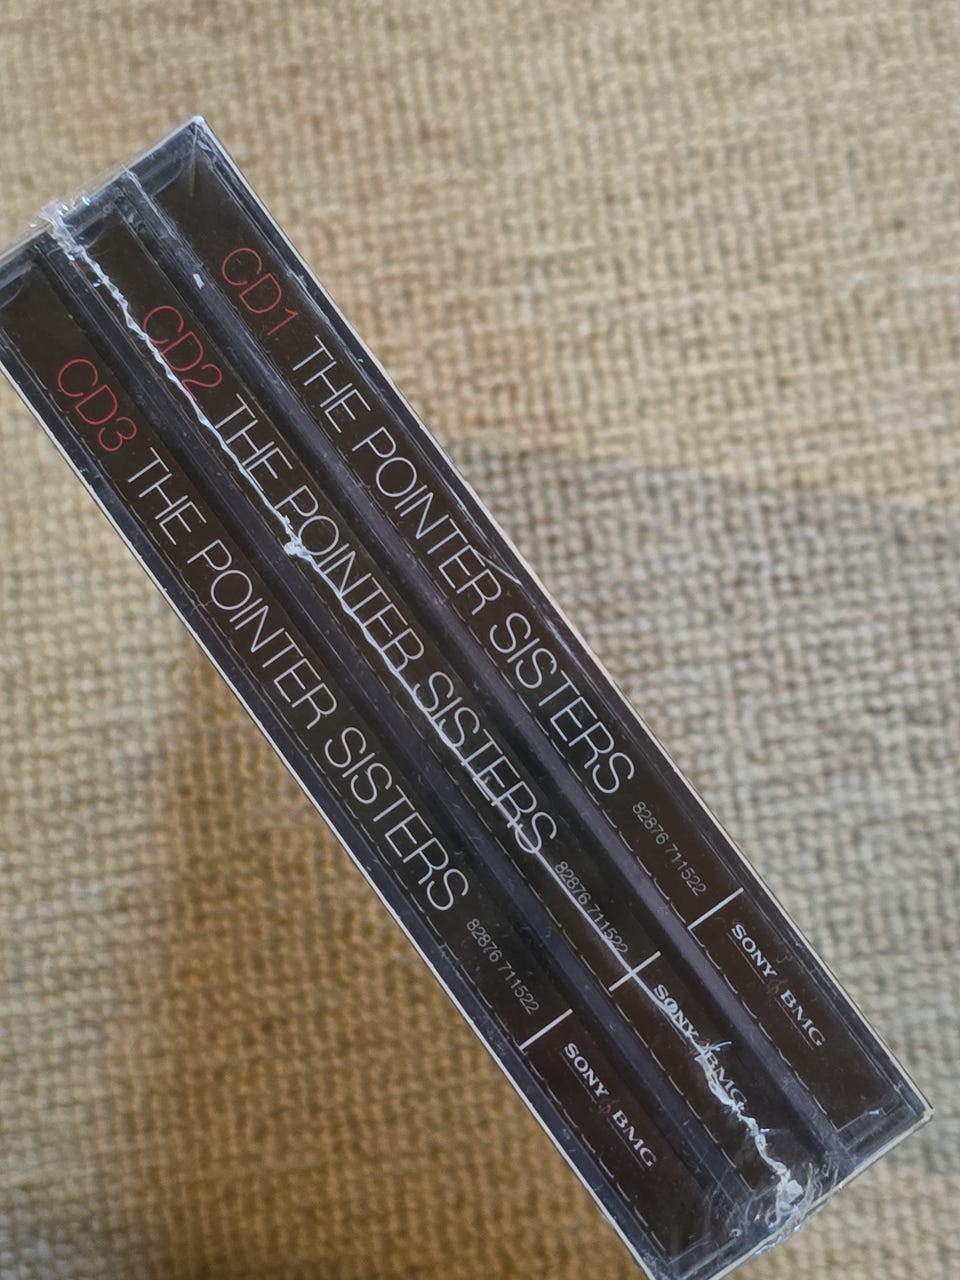 CD1 THE POINTER SISTERS 82876 711522 SONY BMG
CD2 THE POINTER SISTERS 82876 711522 SONY BMG
CD3 THE POINTER SISTERS 82876 711522 SONY BMG